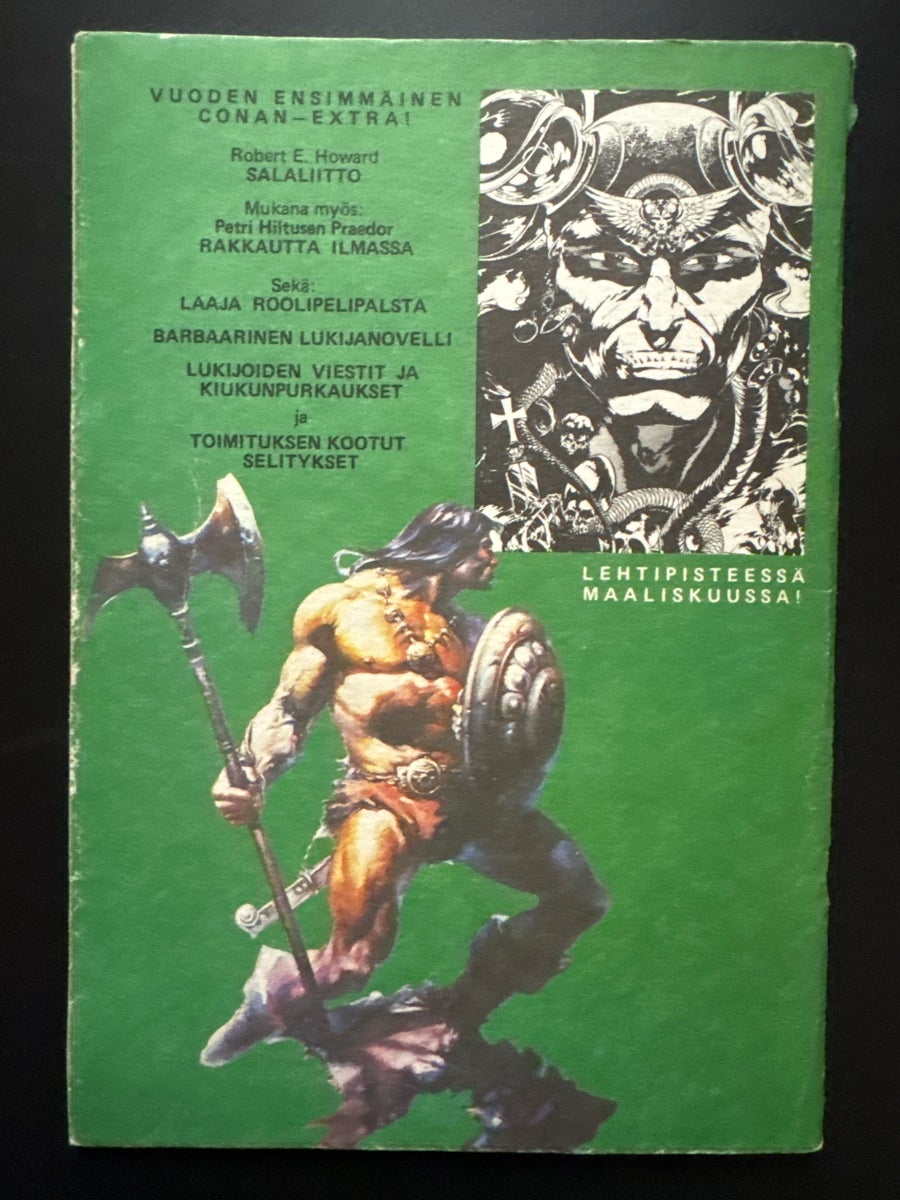 VUODEN ENSIMMÄINEN
CONAN–EXTRA!
Robert E. Howard
SALALIITTO
Mukana myös:
Petri Hiltusen Praedor
RAKKAUTTA ILMASSA
Sekä:
LAAJA ROOLIPELIPALSTA
BARBAARINEN LUKIJANOVELLI
LUKIJOIDEN VIESTIT JA
KIUKUNPURKAUKSET
ja
TOIMITUKSEN KOOTUT
SELITYKSET
LEHTIPISTEESSÄ
MAALISKUUSSA!